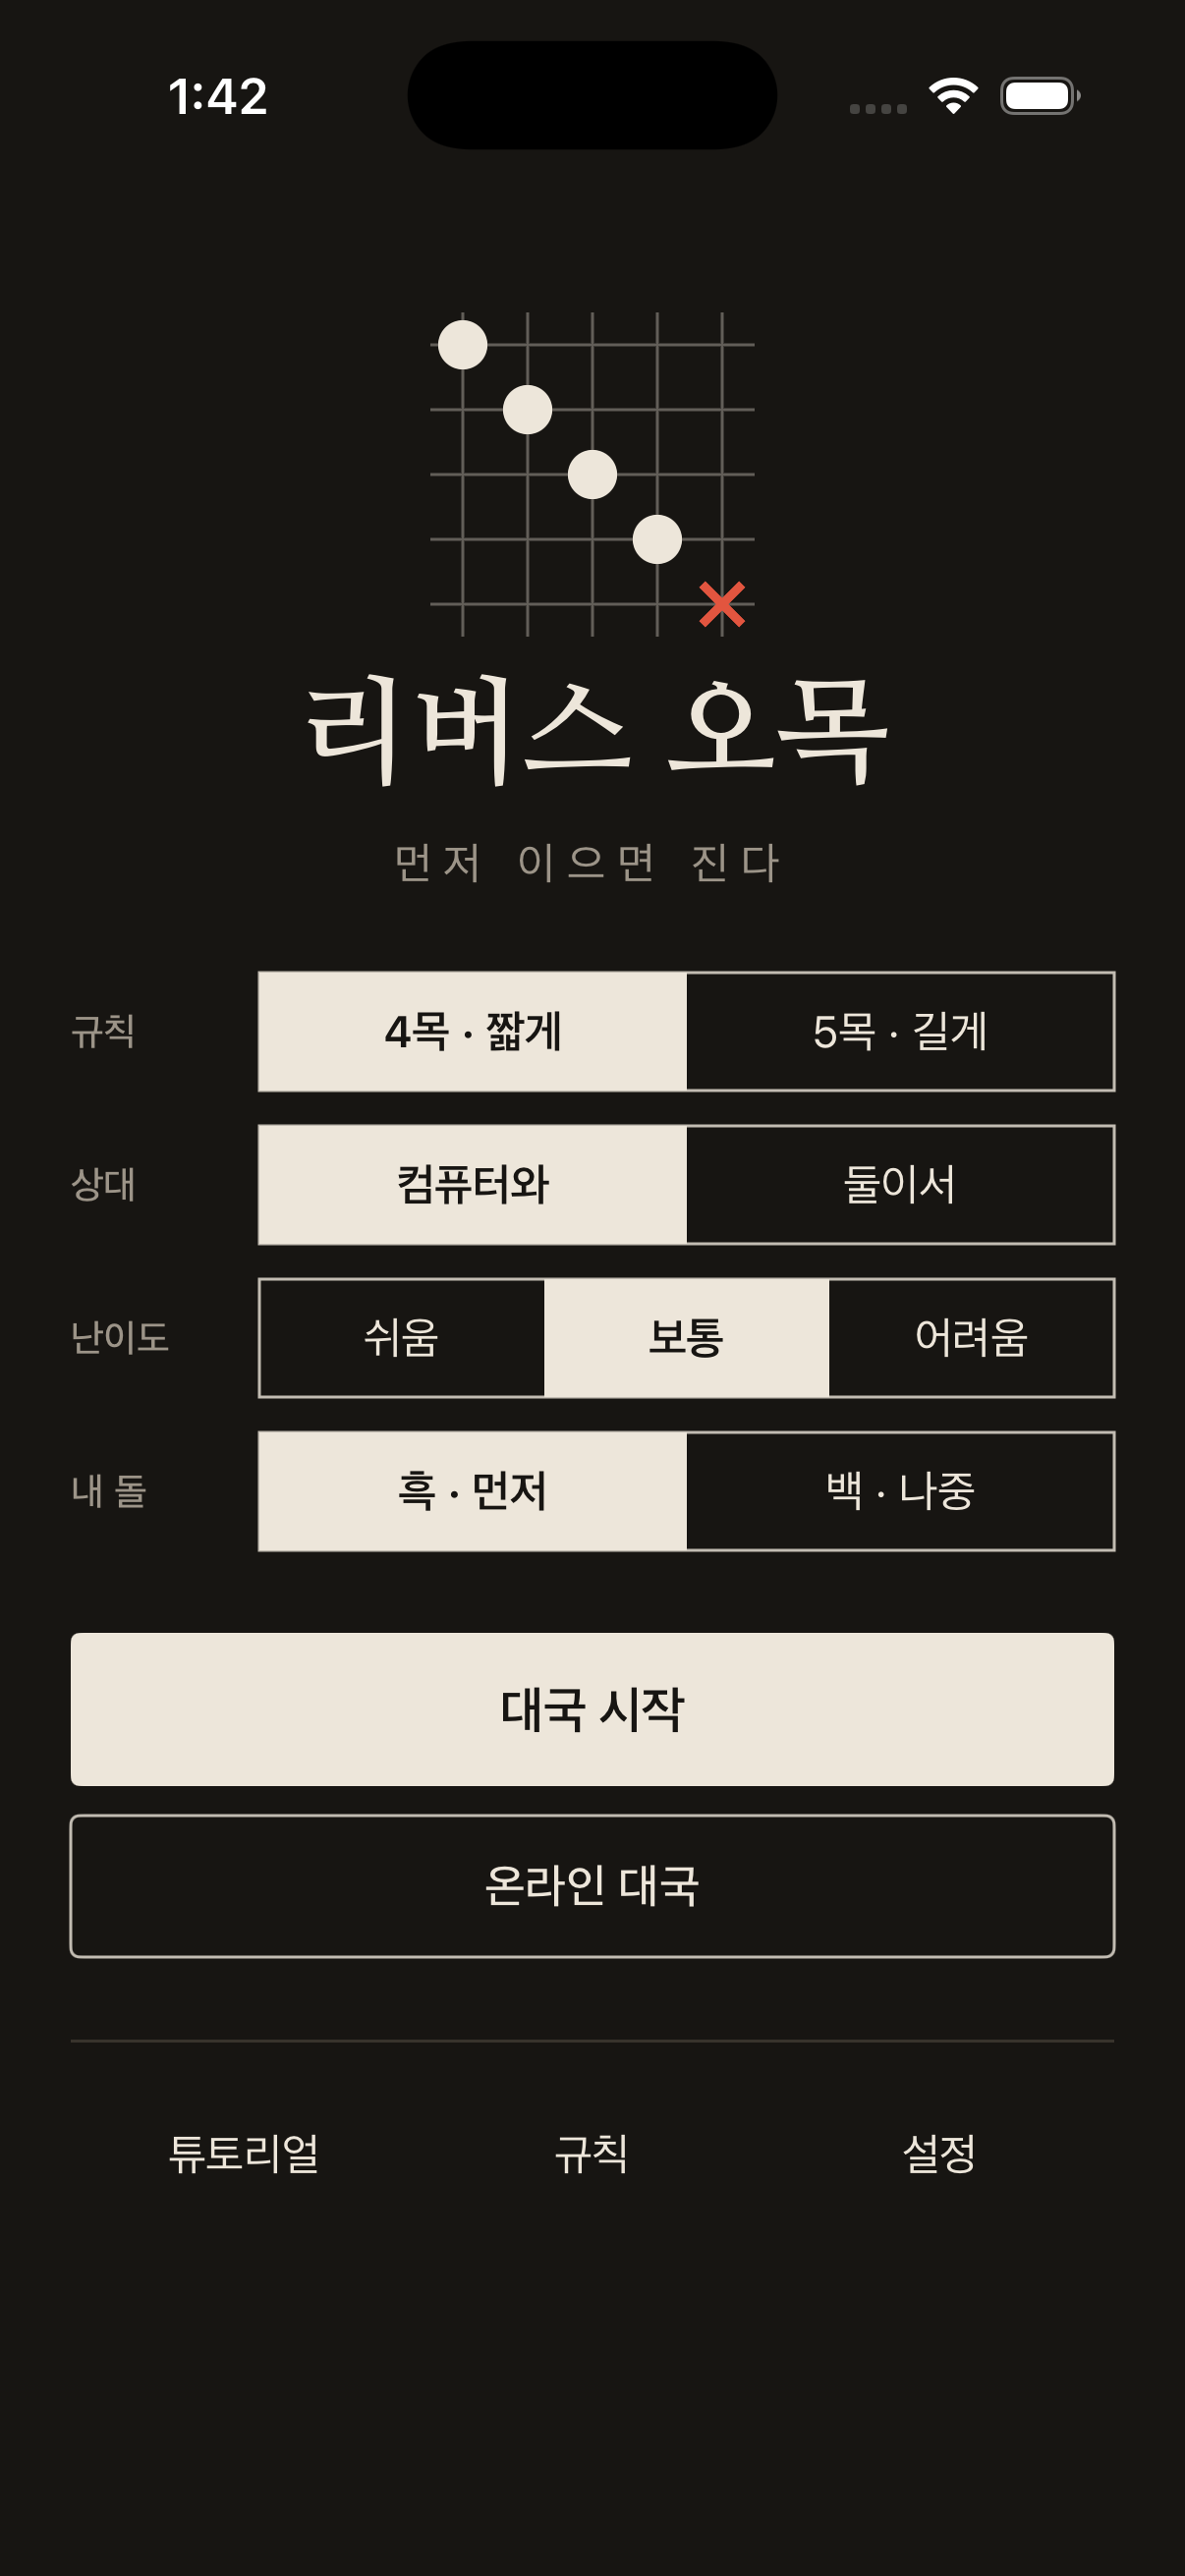 1:42
리버스 오목
먼저 이으면 진다
규칙 4목 · 짧게 5목 · 길게
상대 컴퓨터와 둘이서
난이도 쉬움 보통 어려움
내 돌 흑 · 먼저 백 · 나중
대국 시작
온라인 대국
튜토리얼 규칙 설정